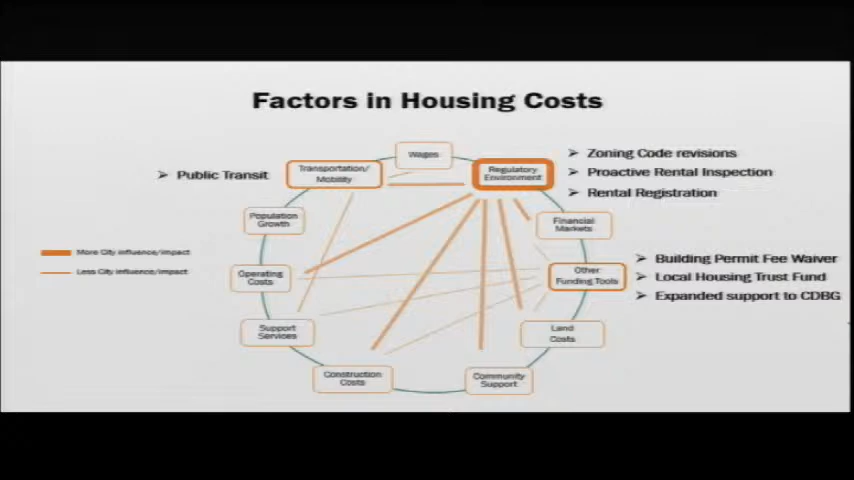 Factors in Housing Costs
Wages
Transportation/
Mobility
Regulatory
Environment
➢ Zoning Code revisions
➢ Proactive Rental Inspection
➢ Rental Registration
➢ Public Transit
Population
Growth
Financial
Markets
More City influence/impact
Less City influence/impact
Operating
Costs
Other
Funding Tools
➢ Building Permit Fee Waiver
➢ Local Housing Trust Fund
➢ Expanded support to CDBG
Support
Services
Land
Costs
Construction
Costs
Community
Support